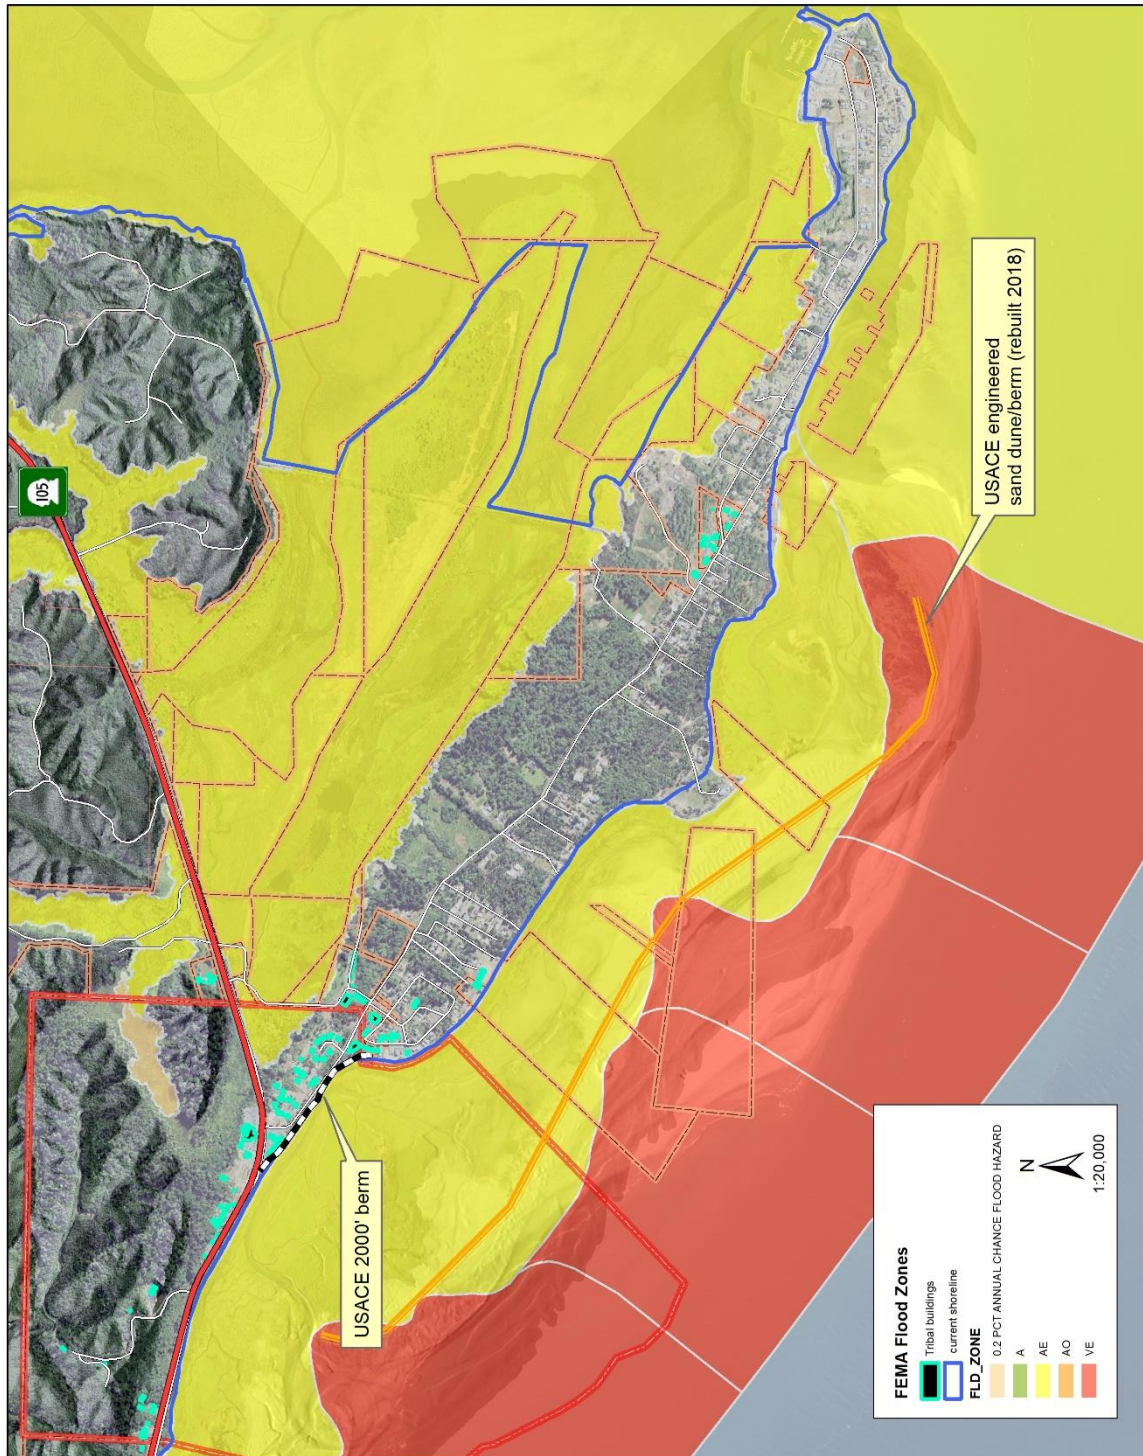 105
USACE engineered
sand dune/berm (rebuilt 2018)
USACE 2000' berm
FEMA Flood Zones
Tribal buildings
current shoreline
FLD_ZONE
0.2 PCT ANNUAL CHANCE FLOOD HAZARD
A
AE
AO
VE
N
1:20,000